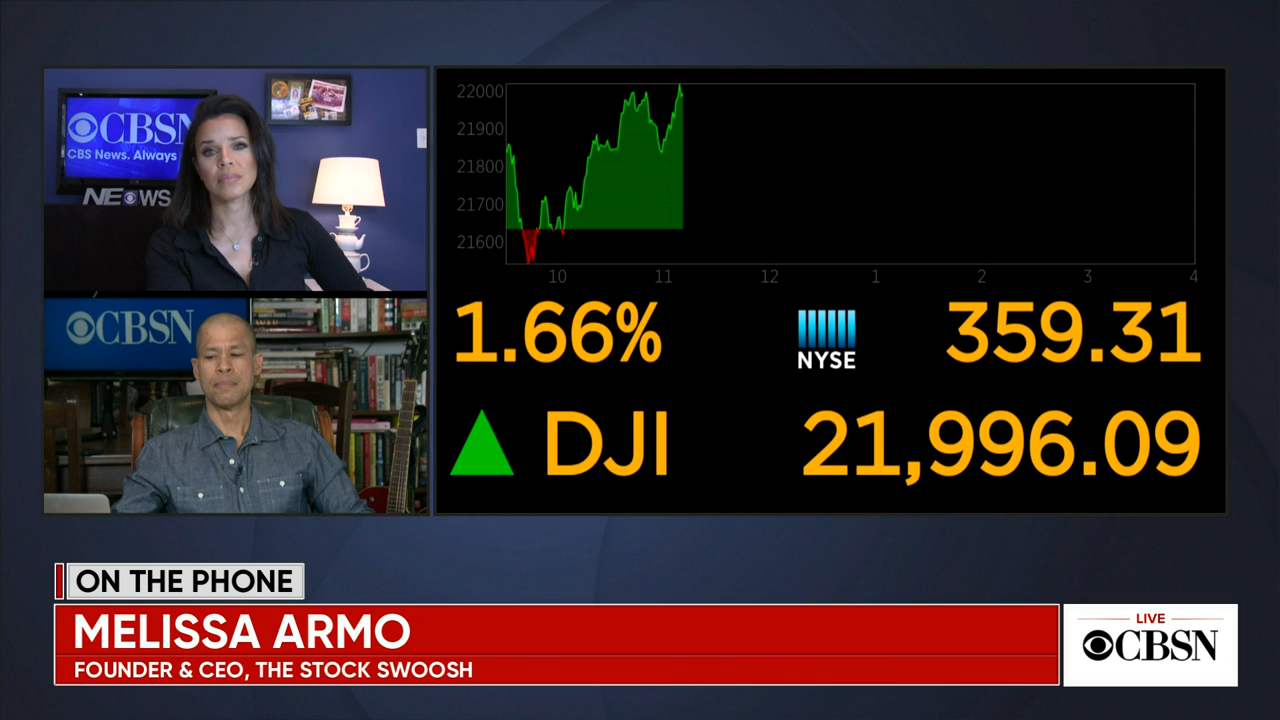 CBSN
CBS News. Always
NEWS
CBSN
22000
21900
21800
21700
21600
10 11 12 1 2 3 4
1.66% NYSE 359.31
DJI 21,996.09
ON THE PHONE
MELISSA ARMO
FOUNDER & CEO, THE STOCK SWOOSH
LIVE
CBSN